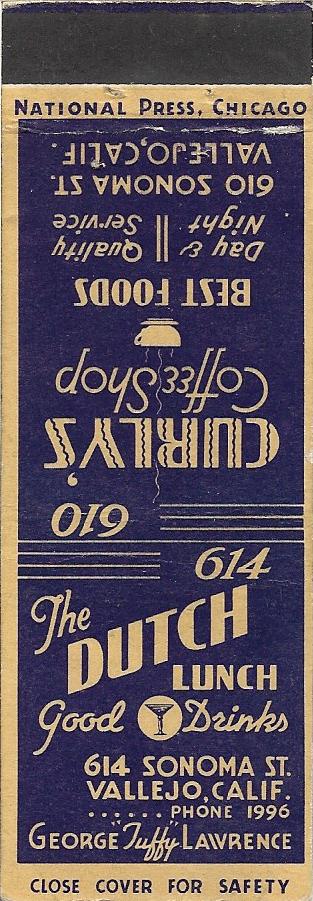 NATIONAL PRESS, CHICAGO
610
CURLY'S
Coffee Shop
BEST FOODS
Day & Night || Quality Service
610 SONOMA ST.
VALLEJO, CALIF.
614
The
DUTCH
LUNCH
Good Drinks
614 SONOMA ST.
VALLEJO, CALIF.
...... PHONE 1996
GEORGE "Tuffy" LAWRENCE
CLOSE COVER FOR SAFETY